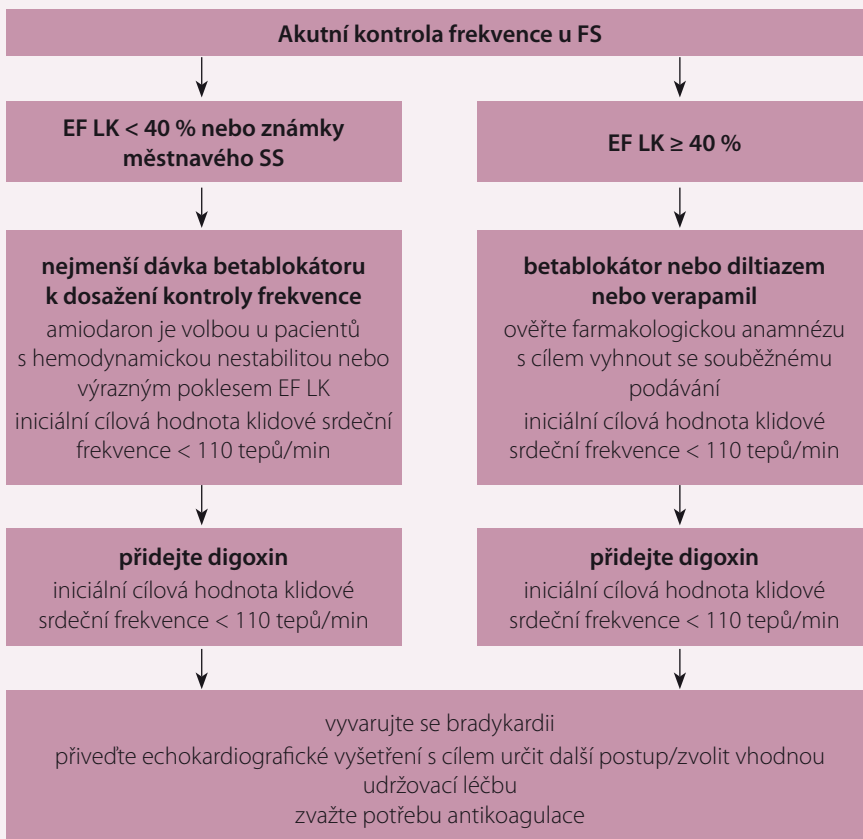 Akutní kontrola frekvence u FS
EF LK < 40 % nebo známky
městnavého SS
EF LK ≥ 40 %
nejmenší dávka betablokátoru
k dosažení kontroly frekvence
amiodaron je volbou u pacientů
s hemodynamickou nestabilitou nebo
výrazným poklesem EF LK
iniciální cílová hodnota klidové srdeční
frekvence < 110 tepů/min
betablokátor nebo diltiazem
nebo verapamil
ověřte farmakologickou anamnézu
s cílem vyhnout se souběžnému
podávání
iniciální cílová hodnota klidové
srdeční frekvence < 110 tepů/min
přidejte digoxin
iniciální cílová hodnota klidové
srdeční frekvence < 110 tepů/min
přidejte digoxin
iniciální cílová hodnota klidové
srdeční frekvence < 110 tepů/min
vyvarujte se bradykardii
přiveďte echokardiografické vyšetření s cílem určit další postup/zvolit vhodnou
udržovací léčbu
zvažte potřebu antikoagulace